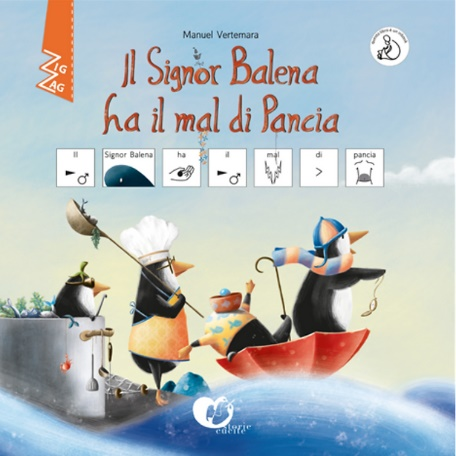 Manuel Vertemara
ZIG
ZAG
Il Signor Balena
ha il mal di Pancia
Il Signor Balena ha il mal di pancia
storie
cucite